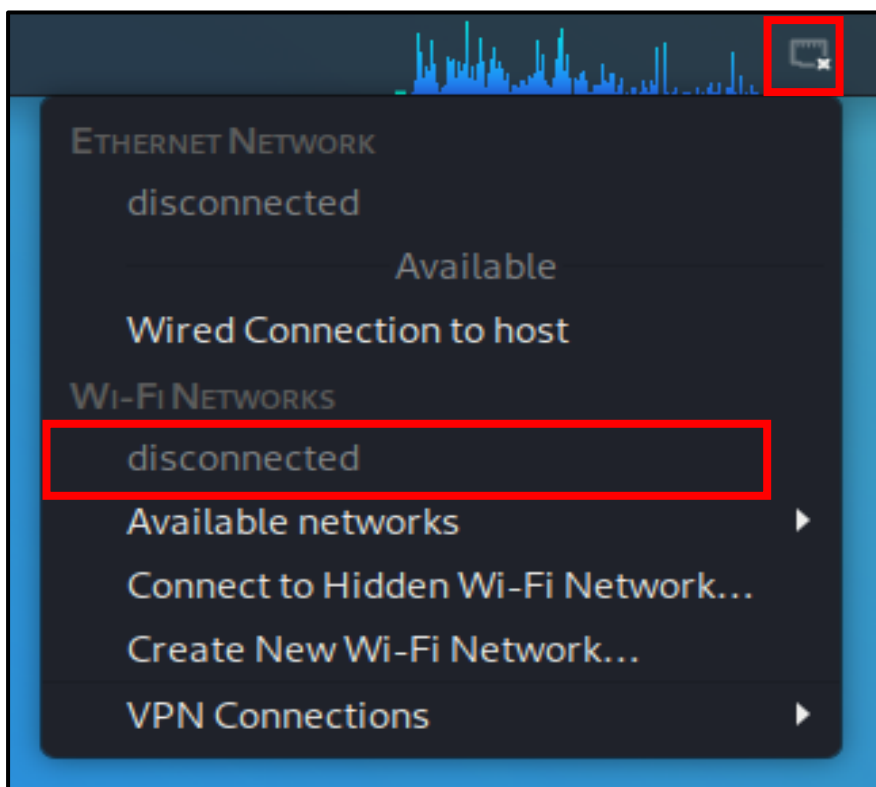 Ethernet Network
disconnected
Available
Wired Connection to host
Wi-Fi Networks
disconnected
Available networks
Connect to Hidden Wi-Fi Network...
Create New Wi-Fi Network...
VPN Connections